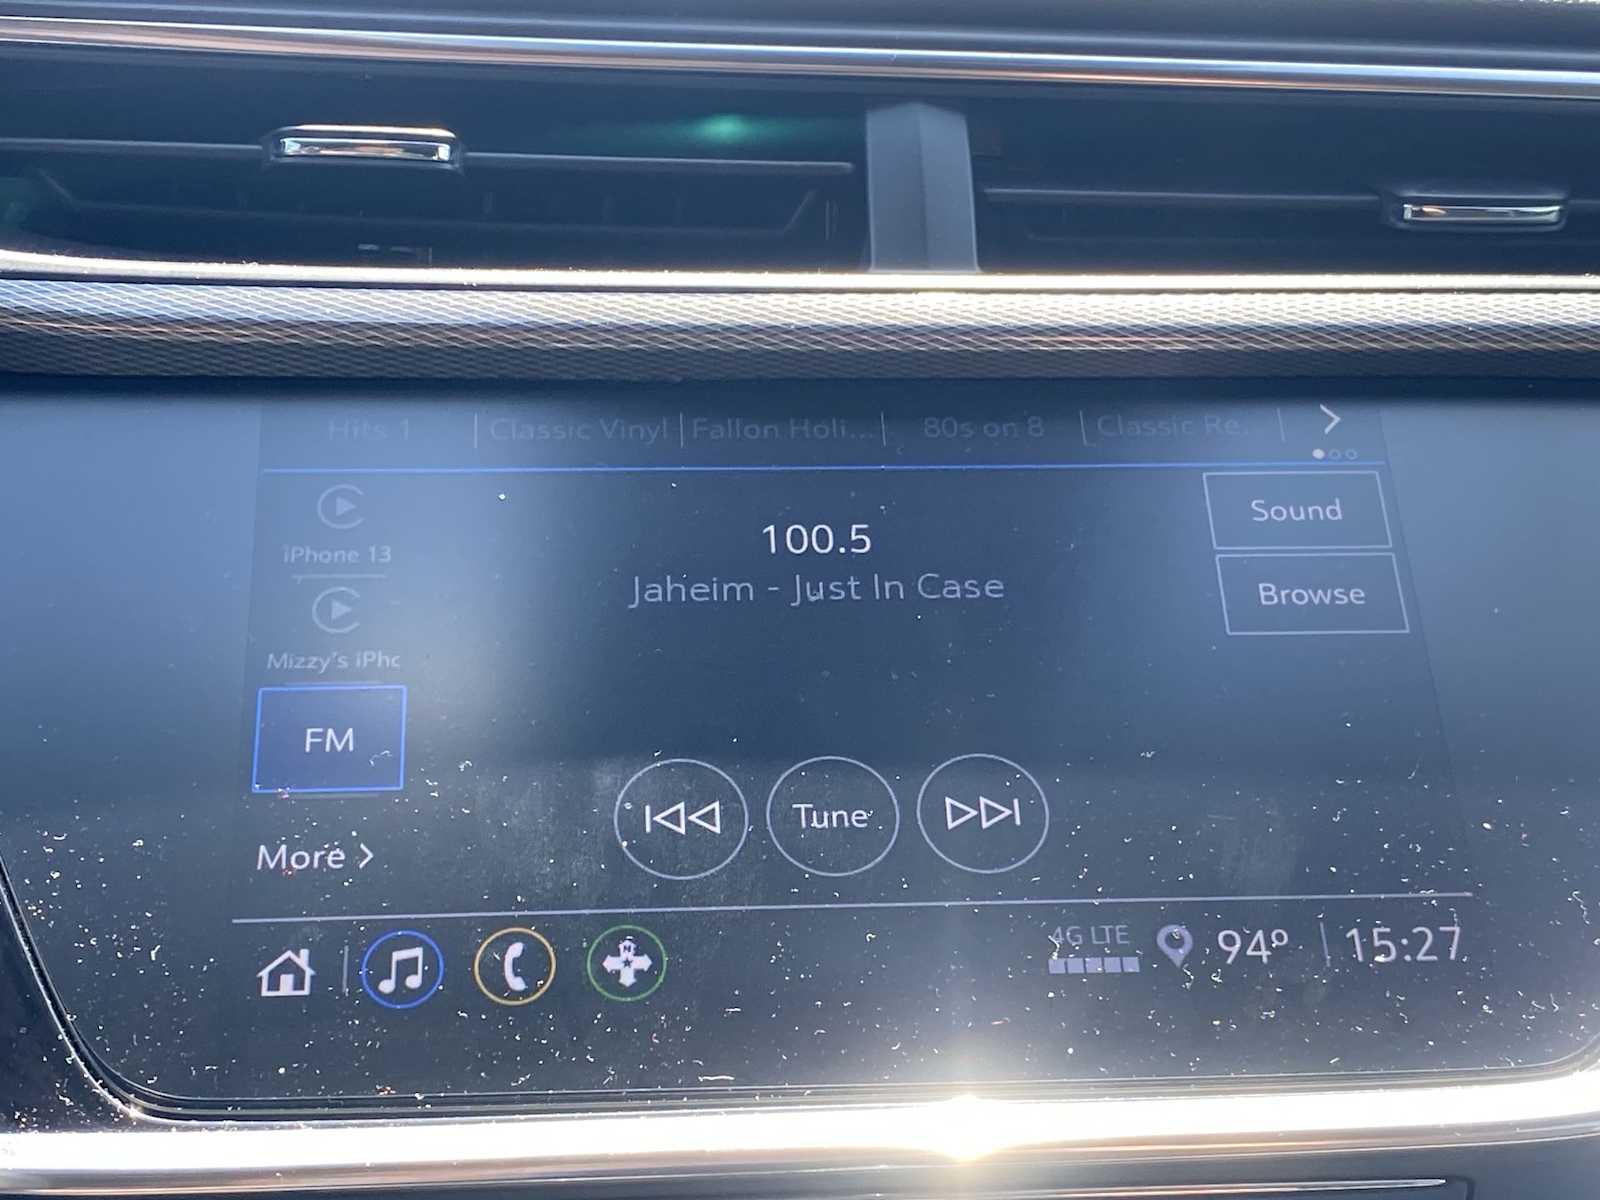 Hits 1
Classic Vinyl
Fallon Holi...
80s on 8
Classic Re.
iPhone 13
Mizzy's iPhc
FM
More
100.5
Jaheim - Just In Case
Sound
Browse
Tune
N
4G LTE
94°
15:27